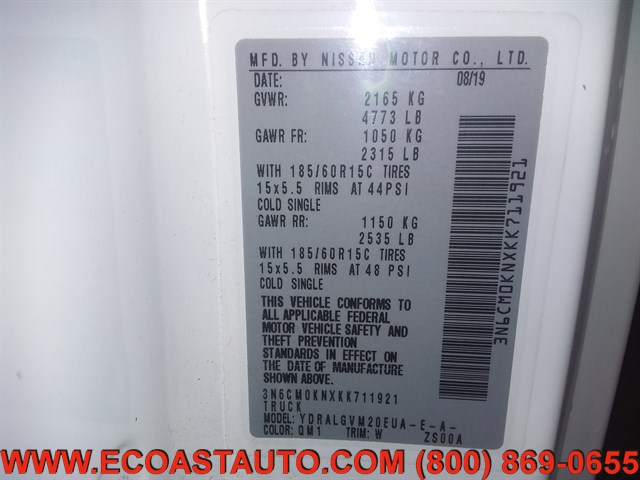 MFD. BY NISSAN MOTOR CO., LTD.
DATE: 08/19
GVWR: 2165 KG
4773 LB
GAWR FR: 1050 KG
2315 LB
WITH 185/60R15C TIRES
15x5.5 RIMS AT 44PSI
COLD SINGLE
GAWR RR: 1150 KG
2535 LB
WITH 185/60R15C TIRES
15x5.5 RIMS AT 48 PSI
COLD SINGLE
THIS VEHICLE CONFORMS TO
ALL APPLICABLE FEDERAL
MOTOR VEHICLE SAFETY AND
THEFT PREVENTION
STANDARDS IN EFFECT ON
THE DATE OF MANUFACTURE
SHOWN ABOVE.
3N6CM0KNXKK711921
TRUCK
MODEL: YDRALGVM20EUA-E-A-
COLOR: QM1 TRIM: W ZS00A
3N6CM0KNXKK711921
WWW.ECOASTAUTO.COM (800) 869-0655